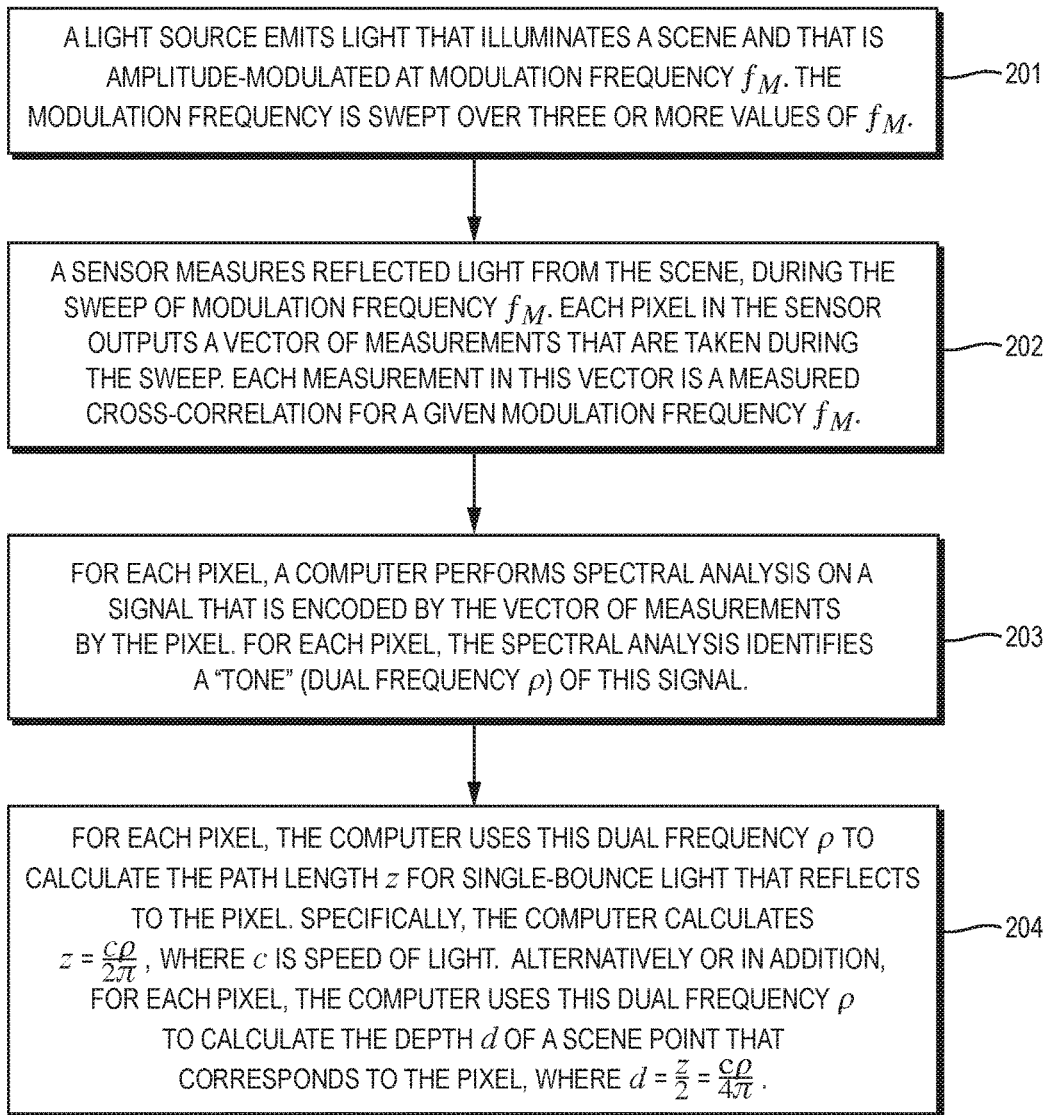 A LIGHT SOURCE EMITS LIGHT THAT ILLUMINATES A SCENE AND THAT IS
AMPLITUDE-MODULATED AT MODULATION FREQUENCY f_M. THE
MODULATION FREQUENCY IS SWEPT OVER THREE OR MORE VALUES OF f_M.
201
A SENSOR MEASURES REFLECTED LIGHT FROM THE SCENE, DURING THE
SWEEP OF MODULATION FREQUENCY f_M. EACH PIXEL IN THE SENSOR
OUTPUTS A VECTOR OF MEASUREMENTS THAT ARE TAKEN DURING
THE SWEEP. EACH MEASUREMENT IN THIS VECTOR IS A MEASURED
CROSS-CORRELATION FOR A GIVEN MODULATION FREQUENCY f_M.
202
FOR EACH PIXEL, A COMPUTER PERFORMS SPECTRAL ANALYSIS ON A
SIGNAL THAT IS ENCODED BY THE VECTOR OF MEASUREMENTS
BY THE PIXEL. FOR EACH PIXEL, THE SPECTRAL ANALYSIS IDENTIFIES
A “TONE” (DUAL FREQUENCY ρ) OF THIS SIGNAL.
203
FOR EACH PIXEL, THE COMPUTER USES THIS DUAL FREQUENCY ρ TO
CALCULATE THE PATH LENGTH z FOR SINGLE-BOUNCE LIGHT THAT REFLECTS
TO THE PIXEL. SPECIFICALLY, THE COMPUTER CALCULATES
z = cρ/2π, WHERE c IS SPEED OF LIGHT. ALTERNATIVELY OR IN ADDITION,
FOR EACH PIXEL, THE COMPUTER USES THIS DUAL FREQUENCY ρ
TO CALCULATE THE DEPTH d OF A SCENE POINT THAT
CORRESPONDS TO THE PIXEL, WHERE d = z/2 = cρ/4π.
204